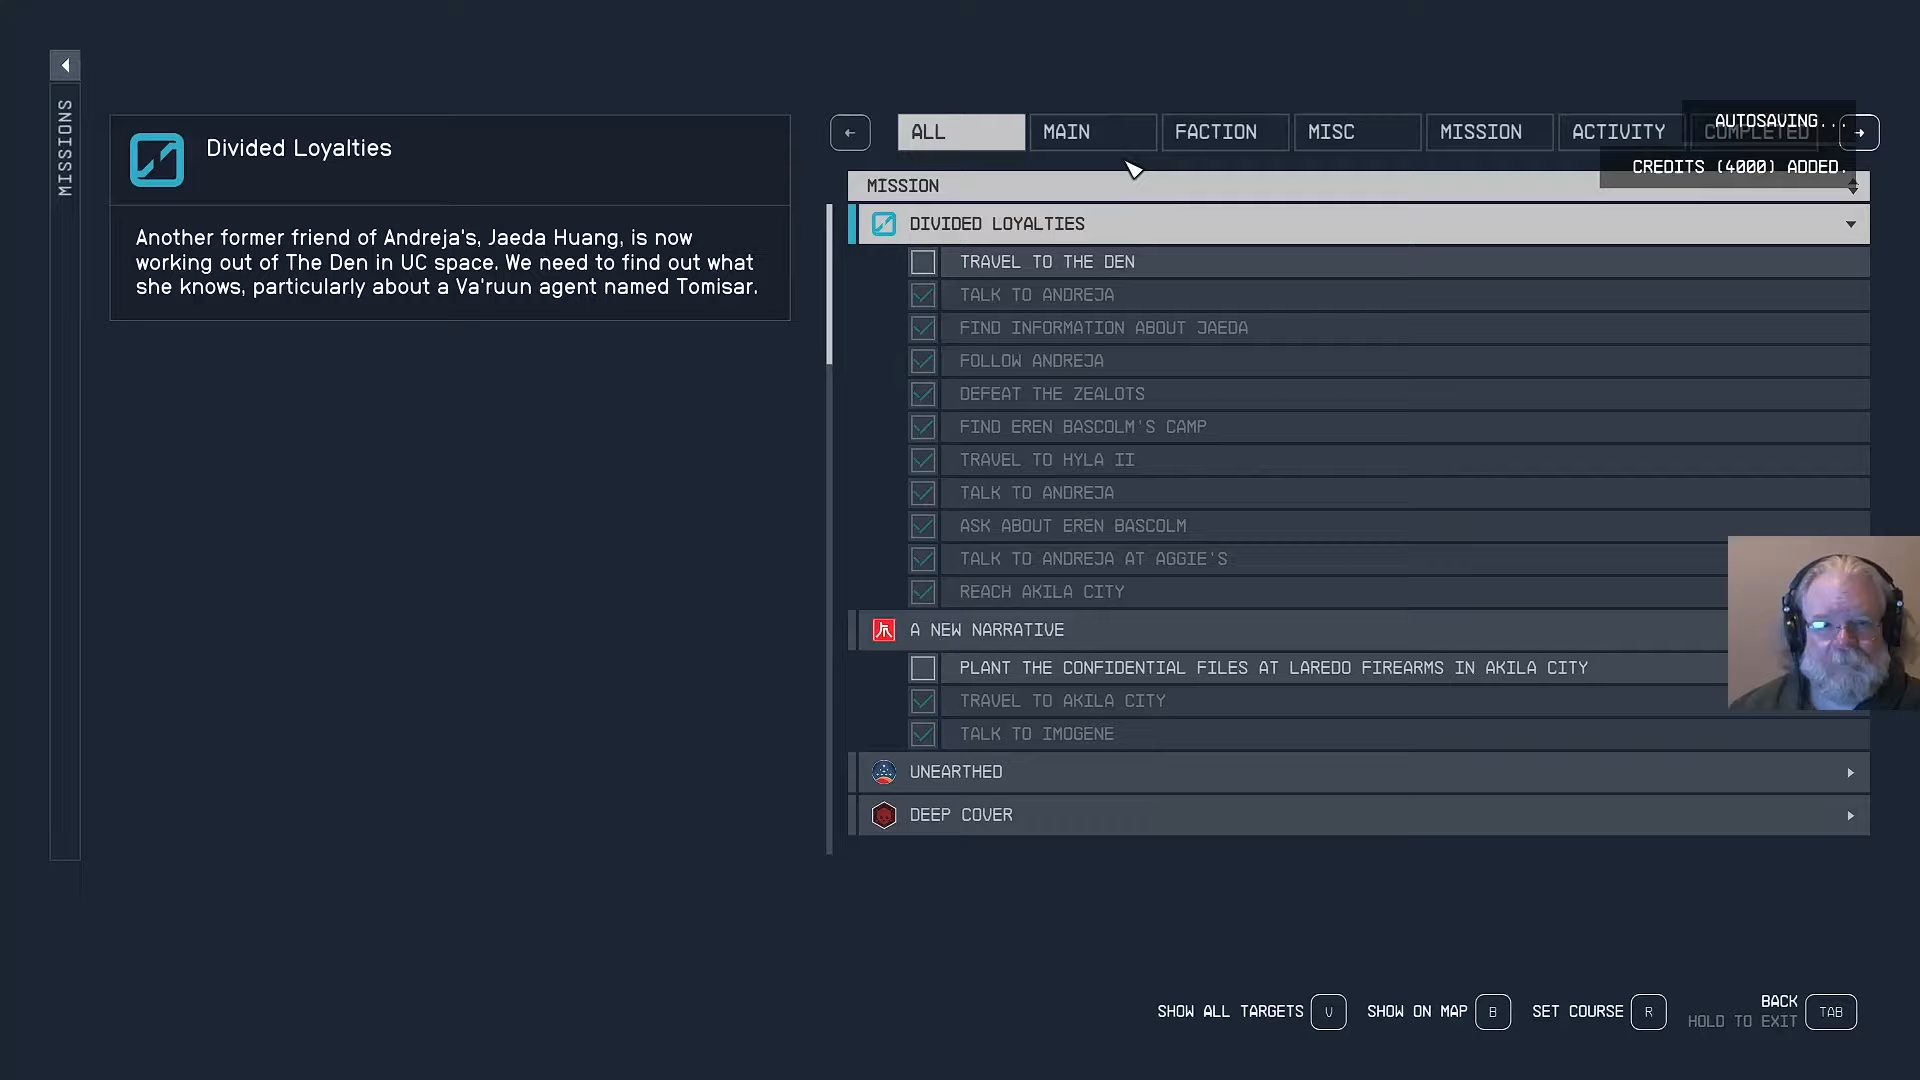 MISSIONS
Divided Loyalties
Another former friend of Andreja's, Jaeda Huang, is now
working out of The Den in UC space. We need to find out what
she knows, particularly about a Va'ruun agent named Tomisar.
ALL
MAIN
FACTION
MISC
MISSION
ACTIVITY
COMPLETED
AUTOSAVING...
CREDITS (4000) ADDED.
MISSION
DIVIDED LOYALTIES
TRAVEL TO THE DEN
TALK TO ANDREJA
FIND INFORMATION ABOUT JAEDA
FOLLOW ANDREJA
DEFEAT THE ZEALOTS
FIND EREN BASCOLM'S CAMP
TRAVEL TO HYLA II
TALK TO ANDREJA
ASK ABOUT EREN BASCOLM
TALK TO ANDREJA AT AGGIE'S
REACH AKILA CITY
A NEW NARRATIVE
PLANT THE CONFIDENTIAL FILES AT LAREDO FIREARMS IN AKILA CITY
TRAVEL TO AKILA CITY
TALK TO IMOGENE
UNEARTHED
DEEP COVER
SHOW ALL TARGETS V
SHOW ON MAP B
SET COURSE R
BACK TAB
HOLD TO EXIT